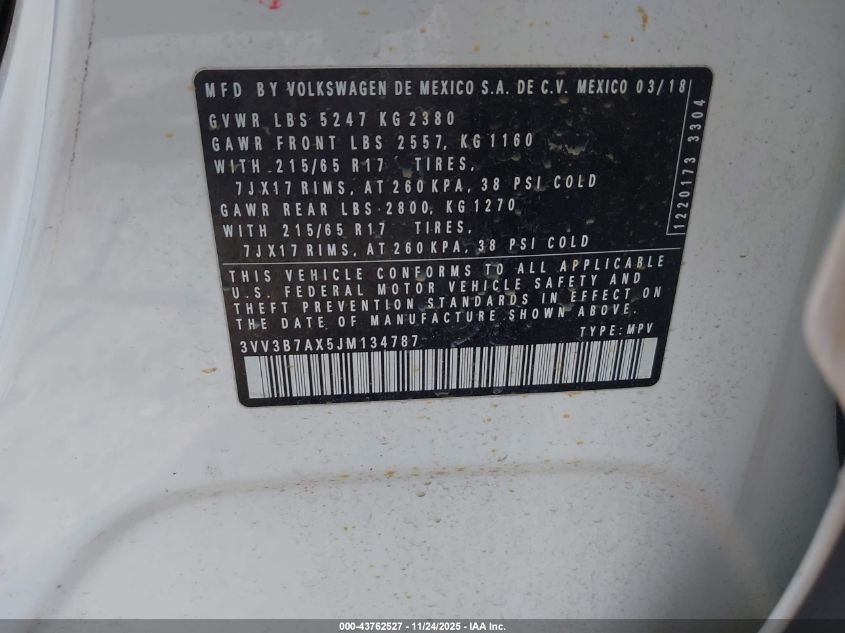 MFD BY VOLKSWAGEN DE MEXICO S.A. DE C.V. MEXICO 03/18
GVWR LBS 5247 KG 2380
GAWR FRONT LBS 2557, KG 1160
WITH 215/65 R17 TIRES,
7JX17 RIMS, AT 260 KPA, 38 PSI COLD
GAWR REAR LBS 2800, KG 1270
WITH 215/65 R17 TIRES,
7JX17 RIMS, AT 260 KPA, 38 PSI COLD
1220173 3304
THIS VEHICLE CONFORMS TO ALL APPLICABLE
U.S. FEDERAL MOTOR VEHICLE SAFETY AND
THEFT PREVENTION STANDARDS IN EFFECT ON
THE DATE OF MANUFACTURE SHOWN ABOVE.
3VV3B7AX5JM134787 TYPE: MPV
000-43762527 - 11/24/2025 - IAA Inc.